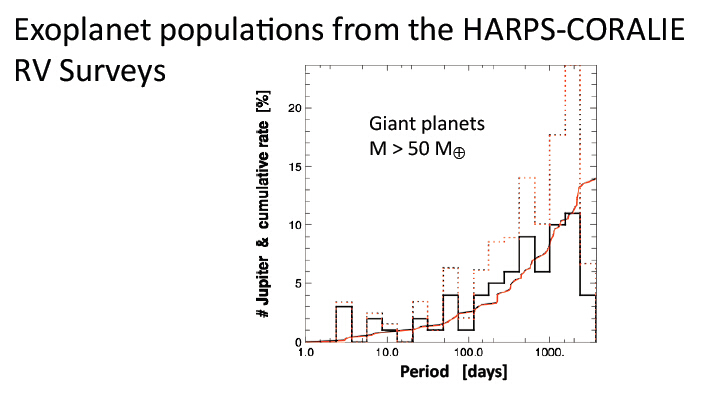 Exoplanet populations from the HARPS-CORALIE
RV Surveys
# Jupiter & cumulative rate [%]
20
15
10
5
0
Giant planets
M > 50 M⊕
1.0 10.0 100.0 1000.
Period [days]